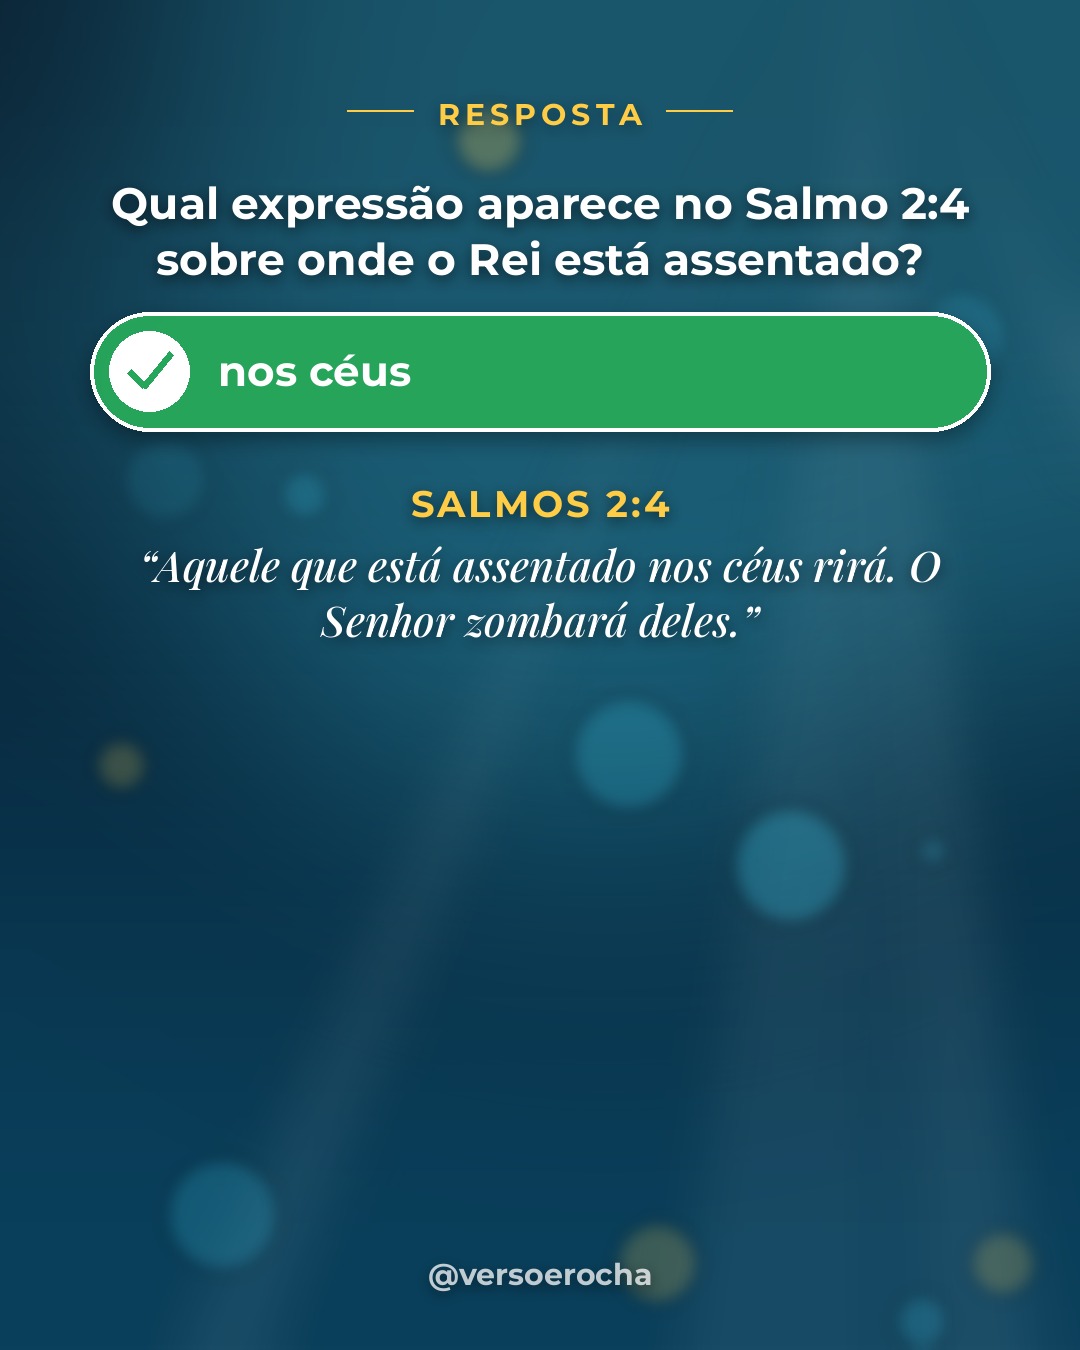 RESPOSTA
Qual expressão aparece no Salmo 2:4
sobre onde o Rei está assentado?
nos céus
SALMOS 2:4
“Aquele que está assentado nos céus rirá. O
Senhor zombará deles.”
@versoerocha